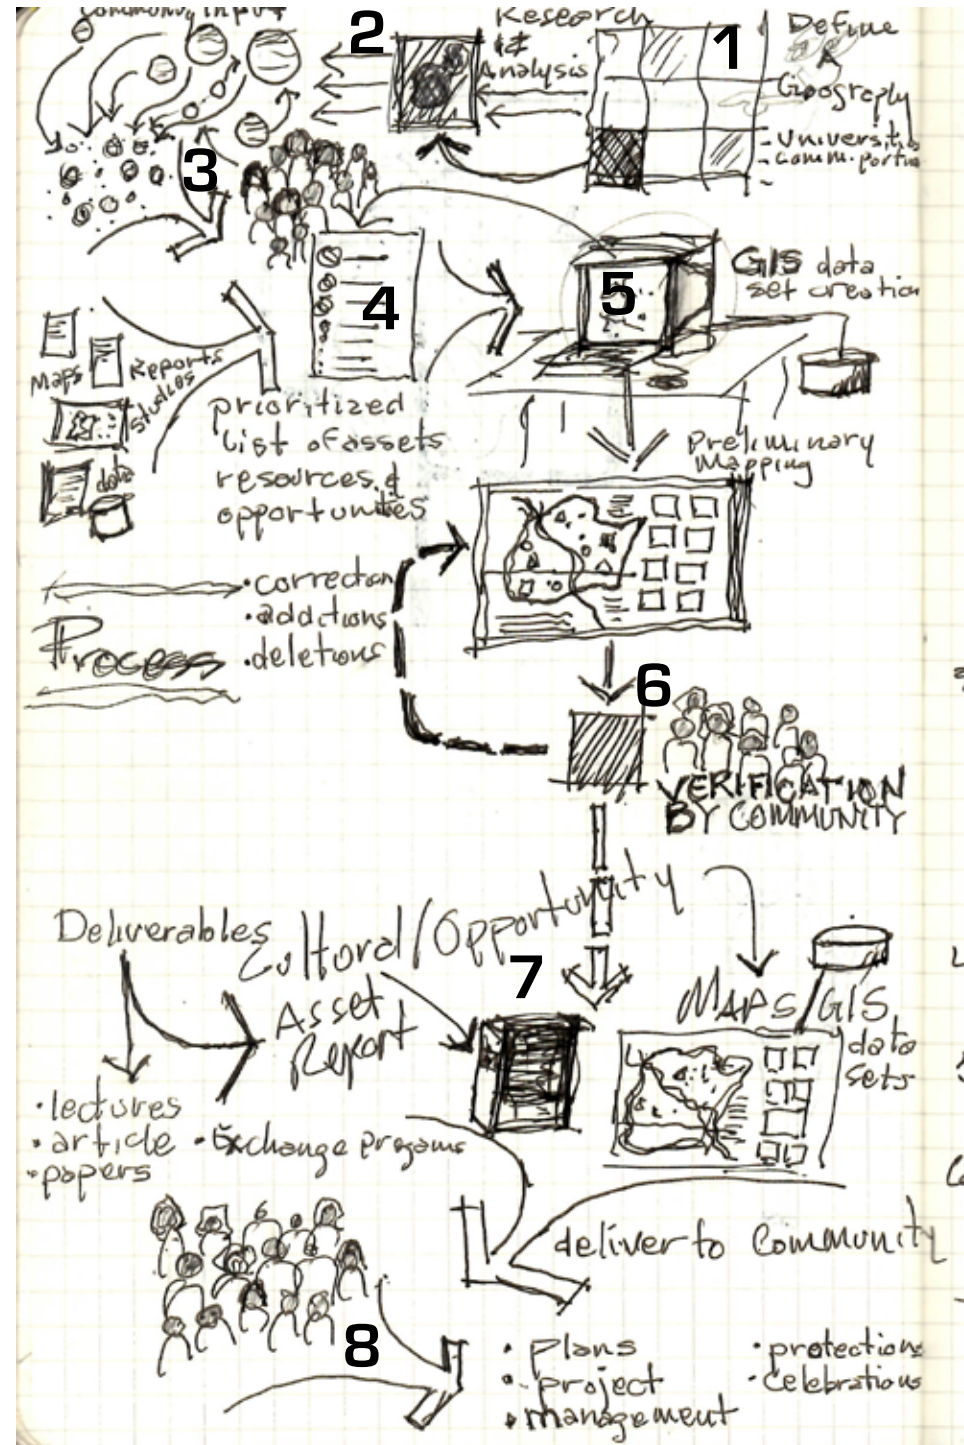 Community Input
2
Research
&
Analysis
1
Define
A
Geography
- Universities
- Comm. partne
3
4
5
GIS data
set creation
Maps
Reports
Studies
data
prioritized
list of assets
resources &
opportunities
Preliminary
Mapping
• correction
• additions
• deletions
Process
6
VERIFICATION
BY COMMUNITY
Deliverables
Cultural/Opportunity
Asset
Report
7
MAPS/GIS
data
sets
• lectures
• article
• papers
• Exchange Progams
deliver to Community
8
• Plans
• project
• management
• protections
• celebrations